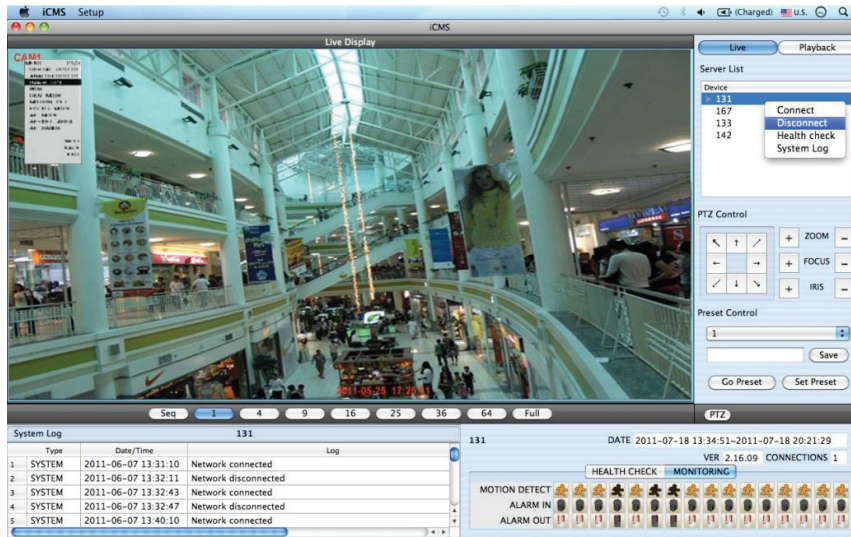 iCMS Setup (Charged) U.S.
iCMS
Live Display
Live Playback
Server List
Device
131
167
133
142
Connect
Disconnect
Health check
System Log
CAM1
PTZ Control
+ ZOOM -
+ FOCUS -
+ IRIS -
Preset Control
1
Save
Go Preset Set Preset
2011-05-25
Seq 1 4 9 16 25 36 64 Full
PTZ
System Log 131
Type Date/Time Log
1 SYSTEM 2011-06-07 13:31:10 Network connected
2 SYSTEM 2011-06-07 13:32:11 Network disconnected
3 SYSTEM 2011-06-07 13:32:43 Network connected
4 SYSTEM 2011-06-07 13:32:47 Network disconnected
5 SYSTEM 2011-06-07 13:40:10 Network connected
131 DATE 2011-07-18 13:34:51~2011-07-18 20:21:29
VER 2.16.09 CONNECTIONS 1
HEALTH CHECK MONITORING
MOTION DETECT
ALARM IN
ALARM OUT